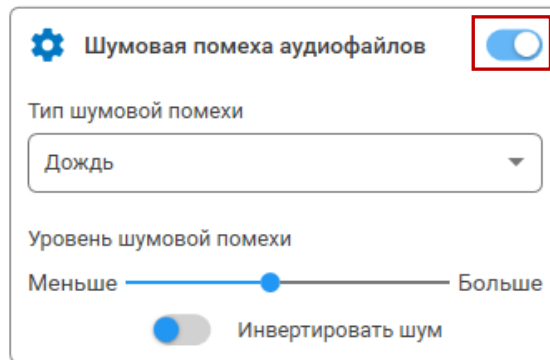 Шумовая помеха аудиофайлов
Тип шумовой помехи
Дождь
Уровень шумовой помехи
Меньше Больше
Инвертировать шум